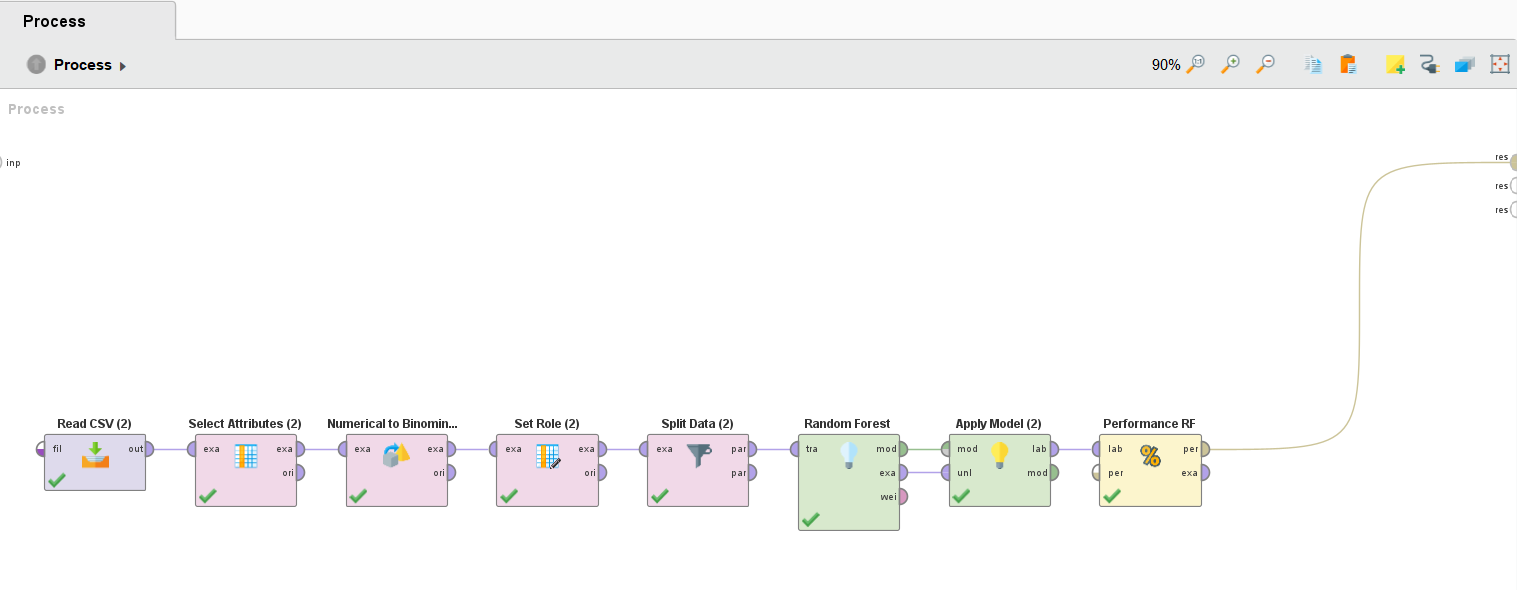 Process
Process
90%
Process
inp
res
res
res
Read CSV (2)
fil
out
Select Attributes (2)
exa
exa
ori
Numerical to Binomin...
exa
exa
ori
Set Role (2)
exa
exa
ori
Split Data (2)
exa
par
par
Random Forest
tra
mod
exa
wei
Apply Model (2)
mod
lab
unl
mod
Performance RF
%
lab
per
per
exa